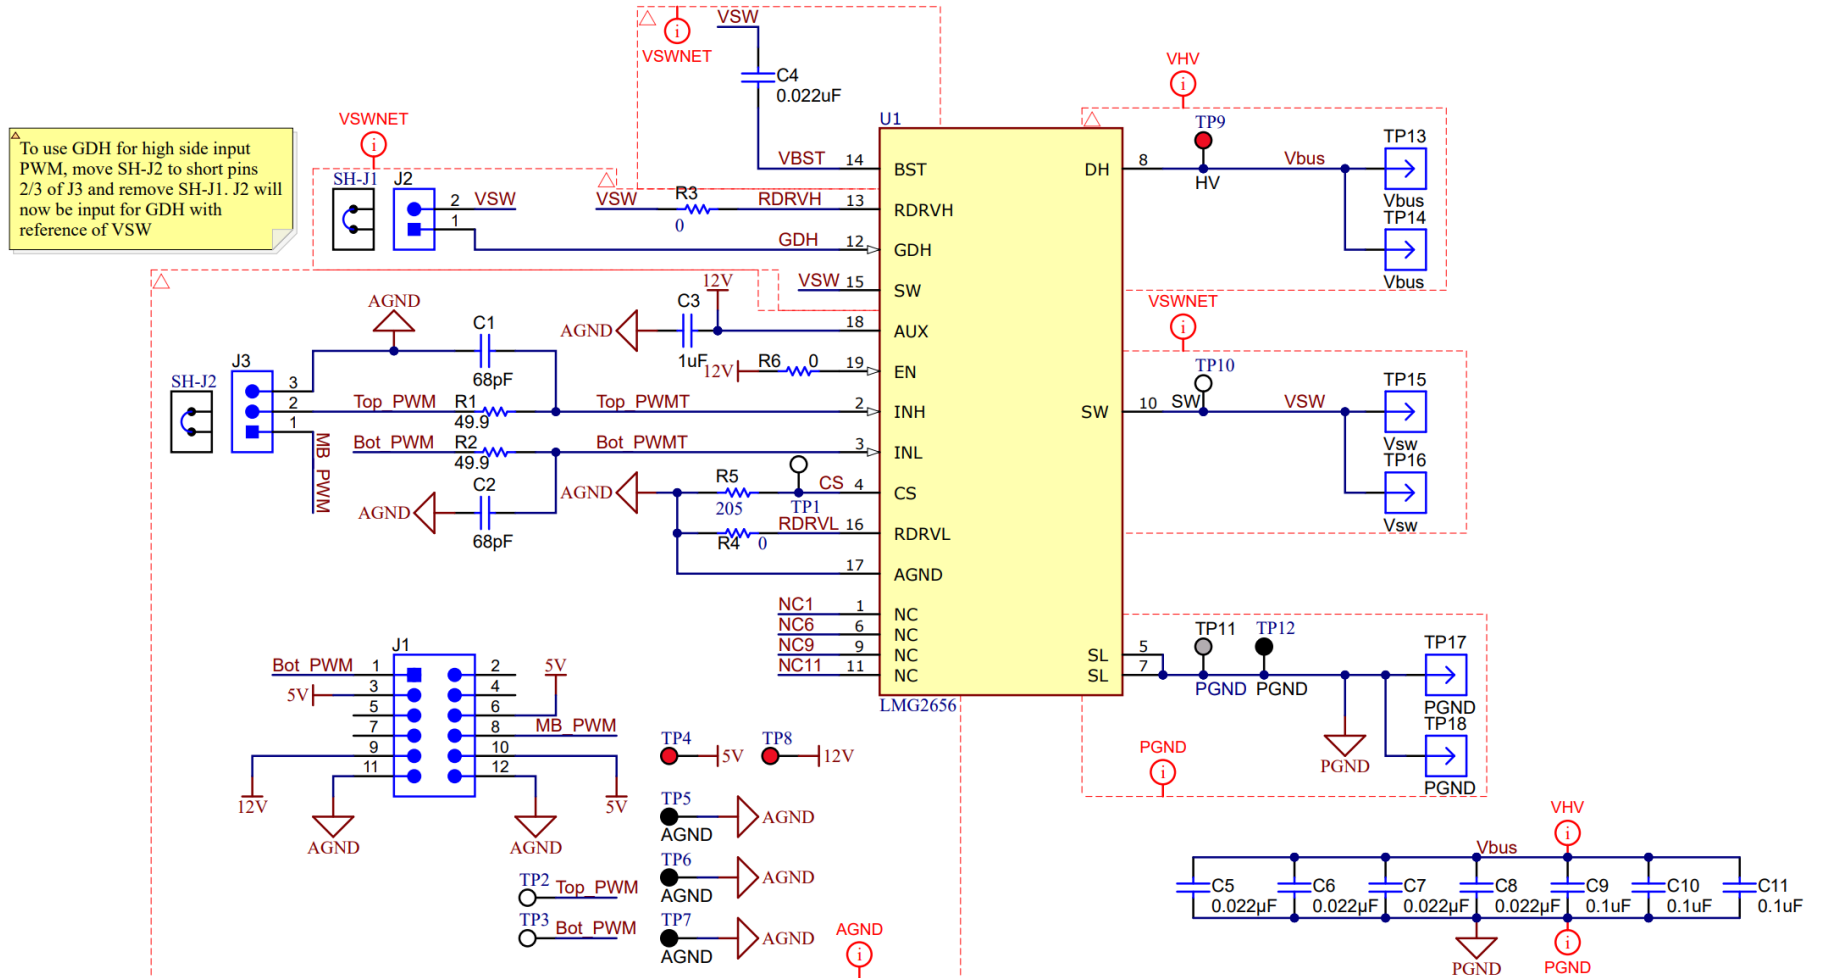 To use GDH for high side input
PWM, move SH-J2 to short pins
2/3 of J3 and remove SH-J1. J2 will
now be input for GDH with
reference of VSW
VSWNET
i
SH-J1
J2
2
VSW
1
VSWNET
i
VSW
C4
0.022uF
VBST
14
VSW
R3
0
RDRVH
13
GDH
12
VSW
15
12V
C3
1uF
AGND
18
12V
R6
0
19
AGND
C1
68pF
J3
SH-J2
3
2
1
Top_PWM
R1
49.9
Top_PWMT
2
Bot_PWM
R2
49.9
Bot_PWMT
3
MB_PWM
AGND
C2
68pF
AGND
R5
205
TP1
CS
4
R4
0
RDRVL
16
17
NC1
1
NC6
6
NC9
9
NC11
11
U1
BST
RDRVH
GDH
SW
AUX
EN
INH
INL
CS
RDRVL
AGND
NC
NC
NC
NC
DH
SW
SL
SL
LMG2656
VHV
i
8
TP9
HV
Vbus
TP13
Vbus
TP14
Vbus
VSWNET
i
10
TP10
SW
VSW
TP15
Vsw
TP16
Vsw
5
7
TP11
PGND
TP12
PGND
PGND
TP17
PGND
TP18
PGND
PGND
i
J1
Bot_PWM
1
2
5V
5V
3
4
5
6
7
8
MB_PWM
9
10
11
12
12V
AGND
AGND
5V
TP4
5V
TP8
12V
TP5
AGND
AGND
TP6
AGND
AGND
TP7
AGND
AGND
TP2
Top_PWM
TP3
Bot_PWM
AGND
i
VHV
i
Vbus
C5
0.022µF
C6
0.022µF
C7
0.022µF
C8
0.022µF
C9
0.1uF
C10
0.1uF
C11
0.1uF
PGND
i
PGND